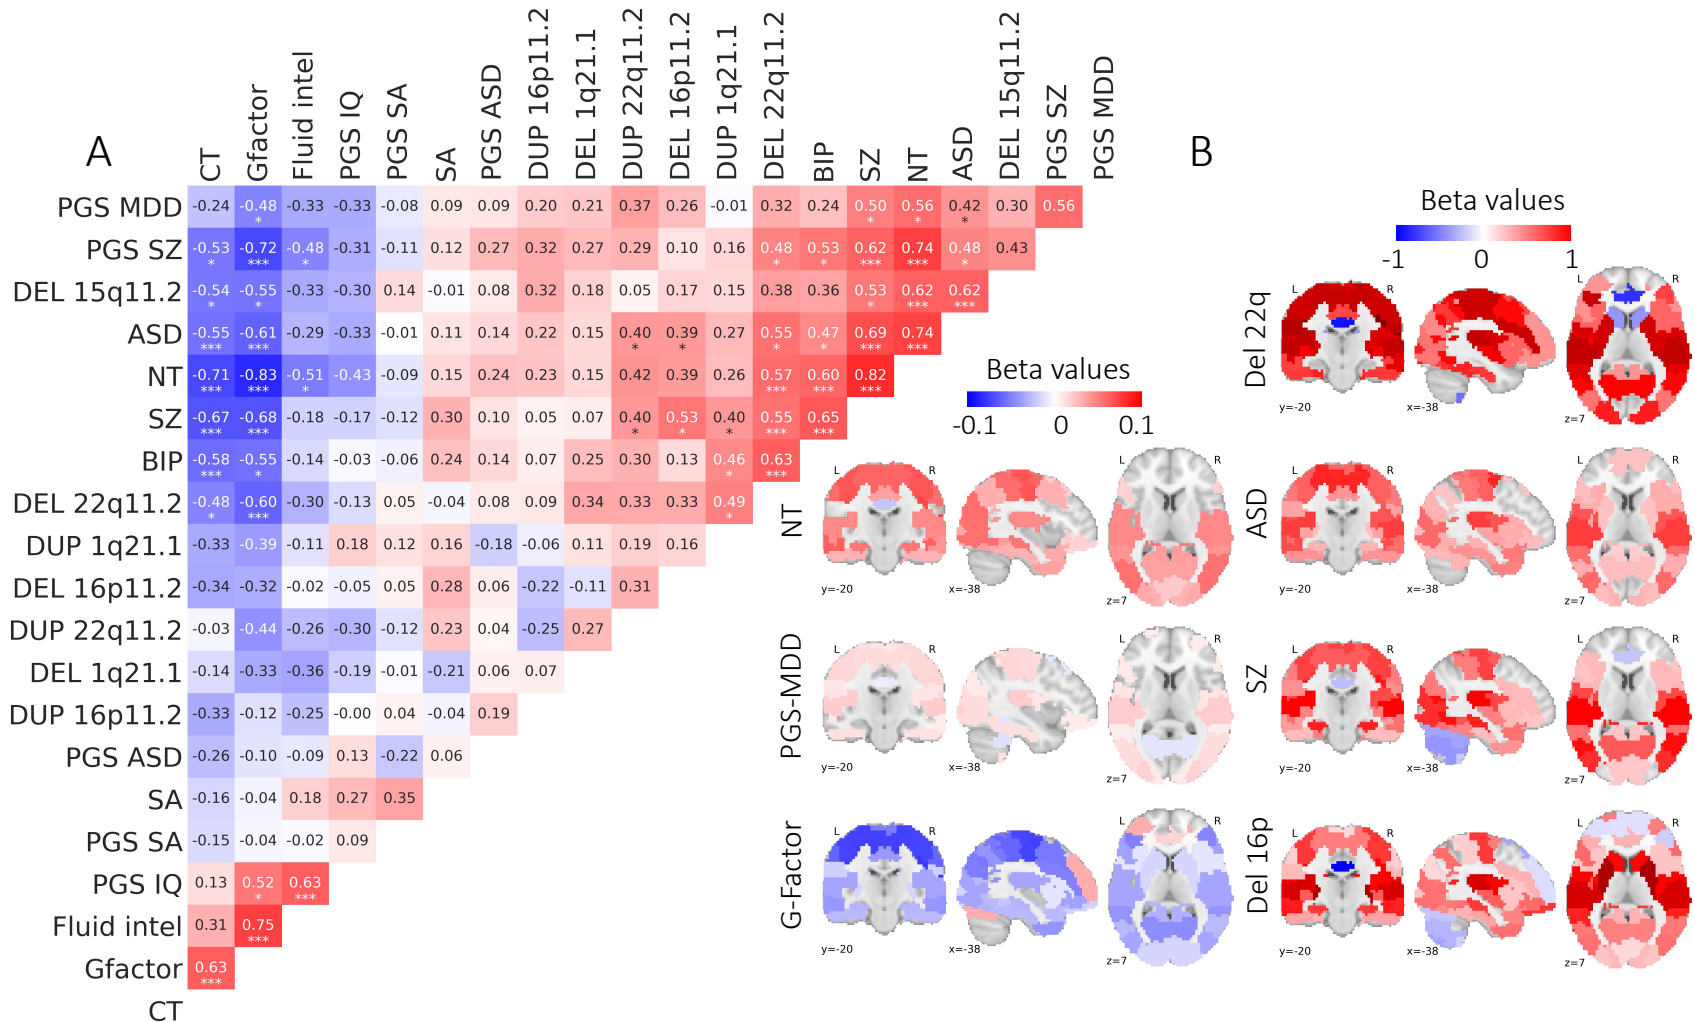 A
CT
Gfactor
Fluid intel
PGS IQ
PGS SA
SA
PGS ASD
DUP 16p11.2
DEL 1q21.1
DUP 22q11.2
DEL 16p11.2
DUP 1q21.1
DEL 22q11.2
BIP
SZ
NT
ASD
DEL 15q11.2
PGS SZ
PGS MDD
PGS MDD -0.24 -0.48 * -0.33 -0.33 -0.08 0.09 0.09 0.20 0.21 0.37 0.26 -0.01 0.32 0.24 0.50 * 0.56 * 0.42 * 0.30 0.56
PGS SZ -0.53 * -0.72 *** -0.48 * -0.31 -0.11 0.12 0.27 0.32 0.27 0.29 0.10 0.16 0.48 * 0.53 * 0.62 *** 0.74 *** 0.48 * 0.43
DEL 15q11.2 -0.54 * -0.55 * -0.33 -0.30 0.14 -0.01 0.08 0.32 0.18 0.05 0.17 0.15 0.38 0.36 0.53 * 0.62 *** 0.62 ***
ASD -0.55 *** -0.61 *** -0.29 -0.33 -0.01 0.11 0.14 0.22 0.15 0.40 * 0.39 * 0.27 0.55 * 0.47 * 0.69 *** 0.74 ***
NT -0.71 *** -0.83 *** -0.51 * -0.43 -0.09 0.15 0.24 0.23 0.15 0.42 0.39 0.26 0.57 *** 0.60 *** 0.82 ***
SZ -0.67 *** -0.68 *** -0.18 -0.17 -0.12 0.30 0.10 0.05 0.07 0.40 * 0.53 * 0.40 * 0.55 *** 0.65 ***
BIP -0.58 *** -0.55 * -0.14 -0.03 -0.06 0.24 0.14 0.07 0.25 0.30 0.13 0.46 * 0.63 ***
DEL 22q11.2 -0.48 * -0.60 *** -0.30 -0.13 0.05 -0.04 0.08 0.09 0.34 0.33 0.33 0.49 *
DUP 1q21.1 -0.33 -0.39 -0.11 0.18 0.12 0.16 -0.18 -0.06 0.11 0.19 0.16
DEL 16p11.2 -0.34 -0.32 -0.02 -0.05 0.05 0.28 0.06 -0.22 -0.11 0.31
DUP 22q11.2 -0.03 -0.44 -0.26 -0.30 -0.12 0.23 0.04 -0.25 0.27
DEL 1q21.1 -0.14 -0.33 -0.36 -0.19 -0.01 -0.21 0.06 0.07
DUP 16p11.2 -0.33 -0.12 -0.25 -0.00 0.04 -0.04 0.19
PGS ASD -0.26 -0.10 -0.09 0.13 -0.22 0.06
SA -0.16 -0.04 0.18 0.27 0.35
PGS SA -0.15 -0.04 -0.02 0.09
PGS IQ 0.13 0.52 * 0.63 ***
Fluid intel 0.31 0.75 ***
Gfactor 0.63 ***
CT
B
Beta values
-1 0 1
Del 22q
L R L R
y=-20 x=-38 z=7
Beta values
-0.1 0 0.1
NT
L R L R
y=-20 x=-38 z=7
ASD
L R L R
y=-20 x=-38 z=7
PGS-MDD
L R L R
y=-20 x=-38 z=7
SZ
L R L R
y=-20 x=-38 z=7
G-Factor
L R L R
y=-20 x=-38 z=7
Del 16p
L R L R
y=-20 x=-38 z=7